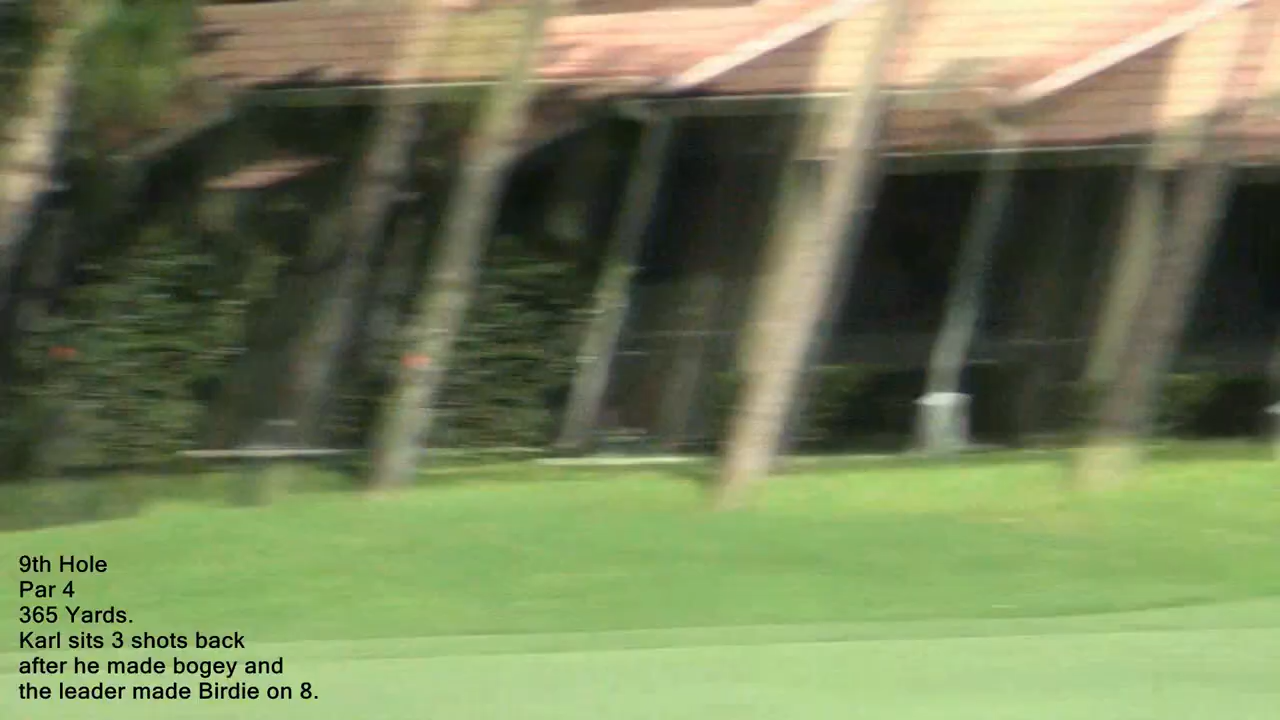 9th Hole
Par 4
365 Yards.
Karl sits 3 shots back
after he made bogey and
the leader made Birdie on 8.